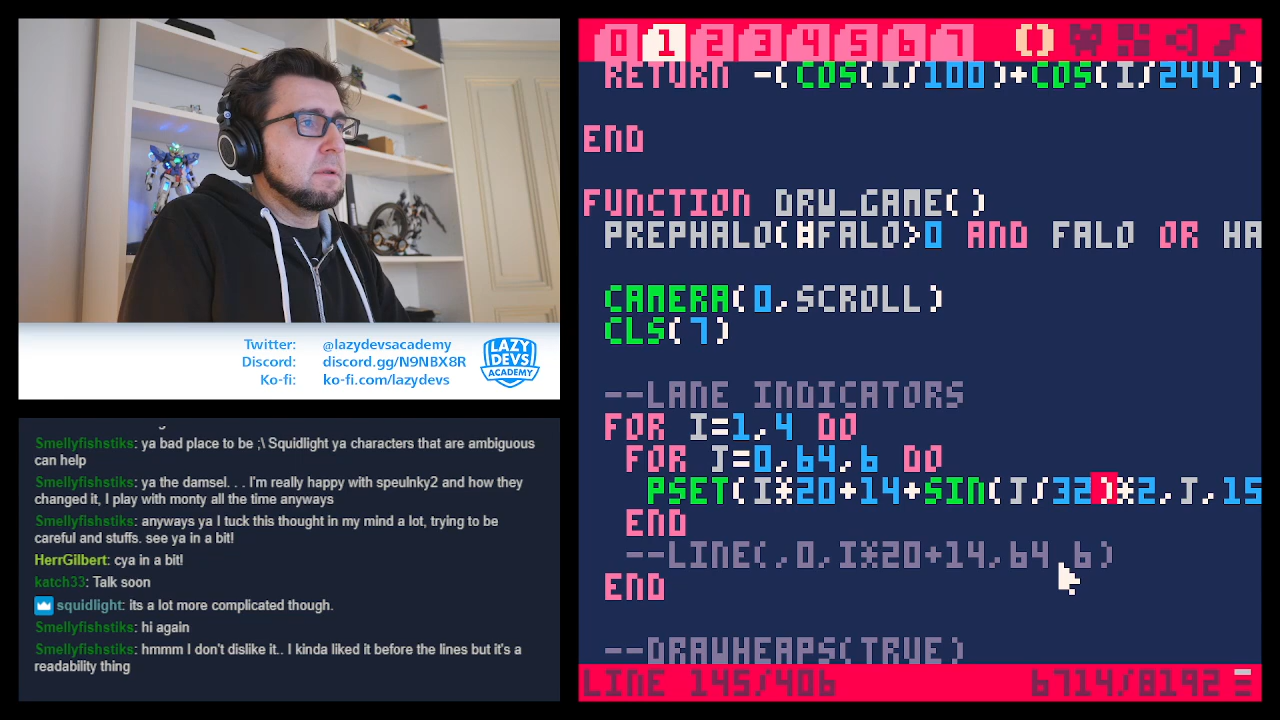 Twitter: @lazydevsacademy
Discord: discord.gg/N9NBX8R
Ko-fi: ko-fi.com/lazydevs
LAZY
DEVS
ACADEMY
Smellyfishstiks: ya bad place to be ;\ Squidlight ya characters that are ambiguous
can help
Smellyfishstiks: ya the damsel. . . I'm really happy with speulnky2 and how they
changed it, I play with monty all the time anyways
Smellyfishstiks: anyways ya I tuck this thought in my mind a lot, trying to be
careful and stuffs. see ya in a bit!
HerrGilbert: cya in a bit!
katch33: Talk soon
squidlight: its a lot more complicated though.
Smellyfishstiks: hi again
Smellyfishstiks: hmmm I don't dislike it.. I kinda liked it before the lines but it's a
readability thing
0 1 2 3 4 5 6 7 ()
RETURN -(COS(I/100)+COS(I/244))
END
FUNCTION DRW_GAME()
PREPHALO(#FALO>0 AND FALO OR HA
CAMERA(0,SCROLL)
CLS(7)
--LANE INDICATORS
FOR I=1,4 DO
FOR J=0,64,6 DO
PSET(I*20+14+SIN(J/32)*2,J,15
END
--LINE(,0,I*20+14,64,6)
END
--DRAWHEAPS(TRUE)
LINE 145/406 6714/8192